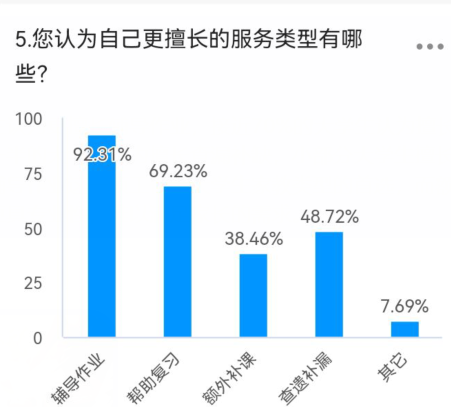 5.您认为自己更擅长的服务类型有哪
些?
100
75
50
25
0
92.31%
69.23%
38.46%
48.72%
7.69%
辅导作业
帮助复习
额外补课
查遗补漏
其它